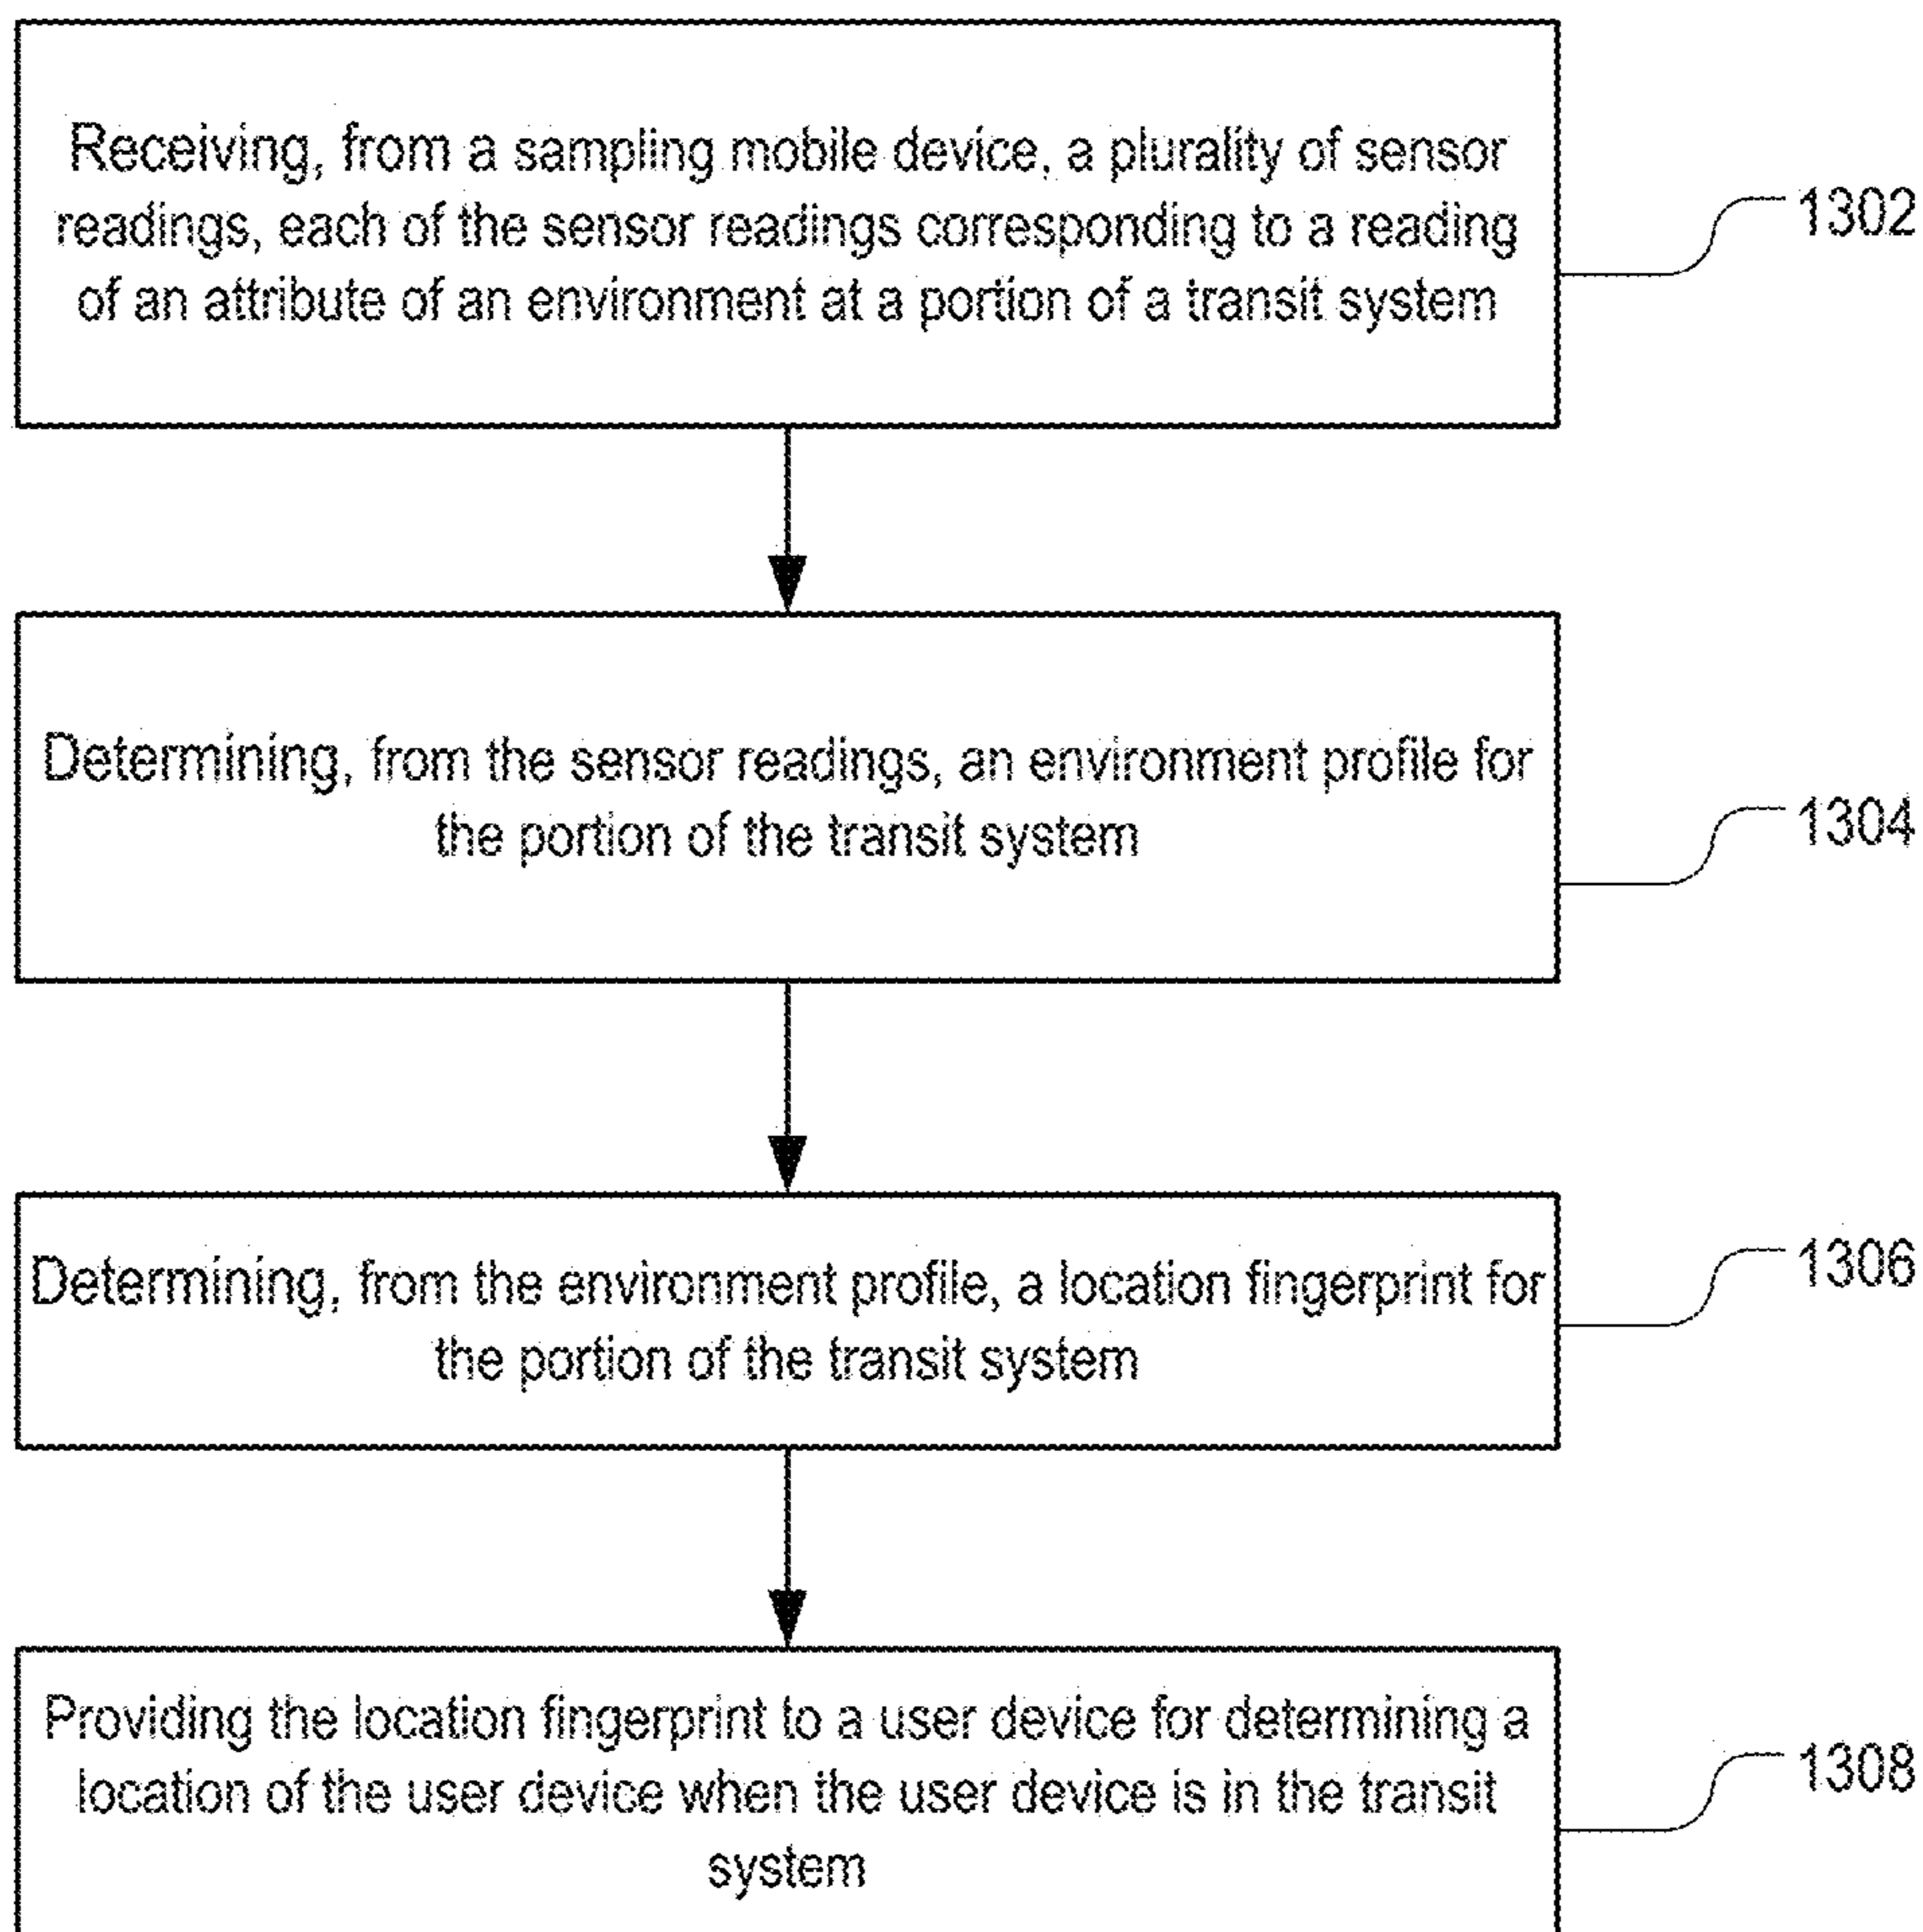 Receiving, from a sampling mobile device, a plurality of sensor
readings, each of the sensor readings corresponding to a reading
of an attribute of an environment at a portion of a transit system
1302
Determining, from the sensor readings, an environment profile for
the portion of the transit system
1304
Determining, from the environment profile, a location fingerprint for
the portion of the transit system
1306
Providing the location fingerprint to a user device for determining a
location of the user device when the user device is in the transit
system
1308